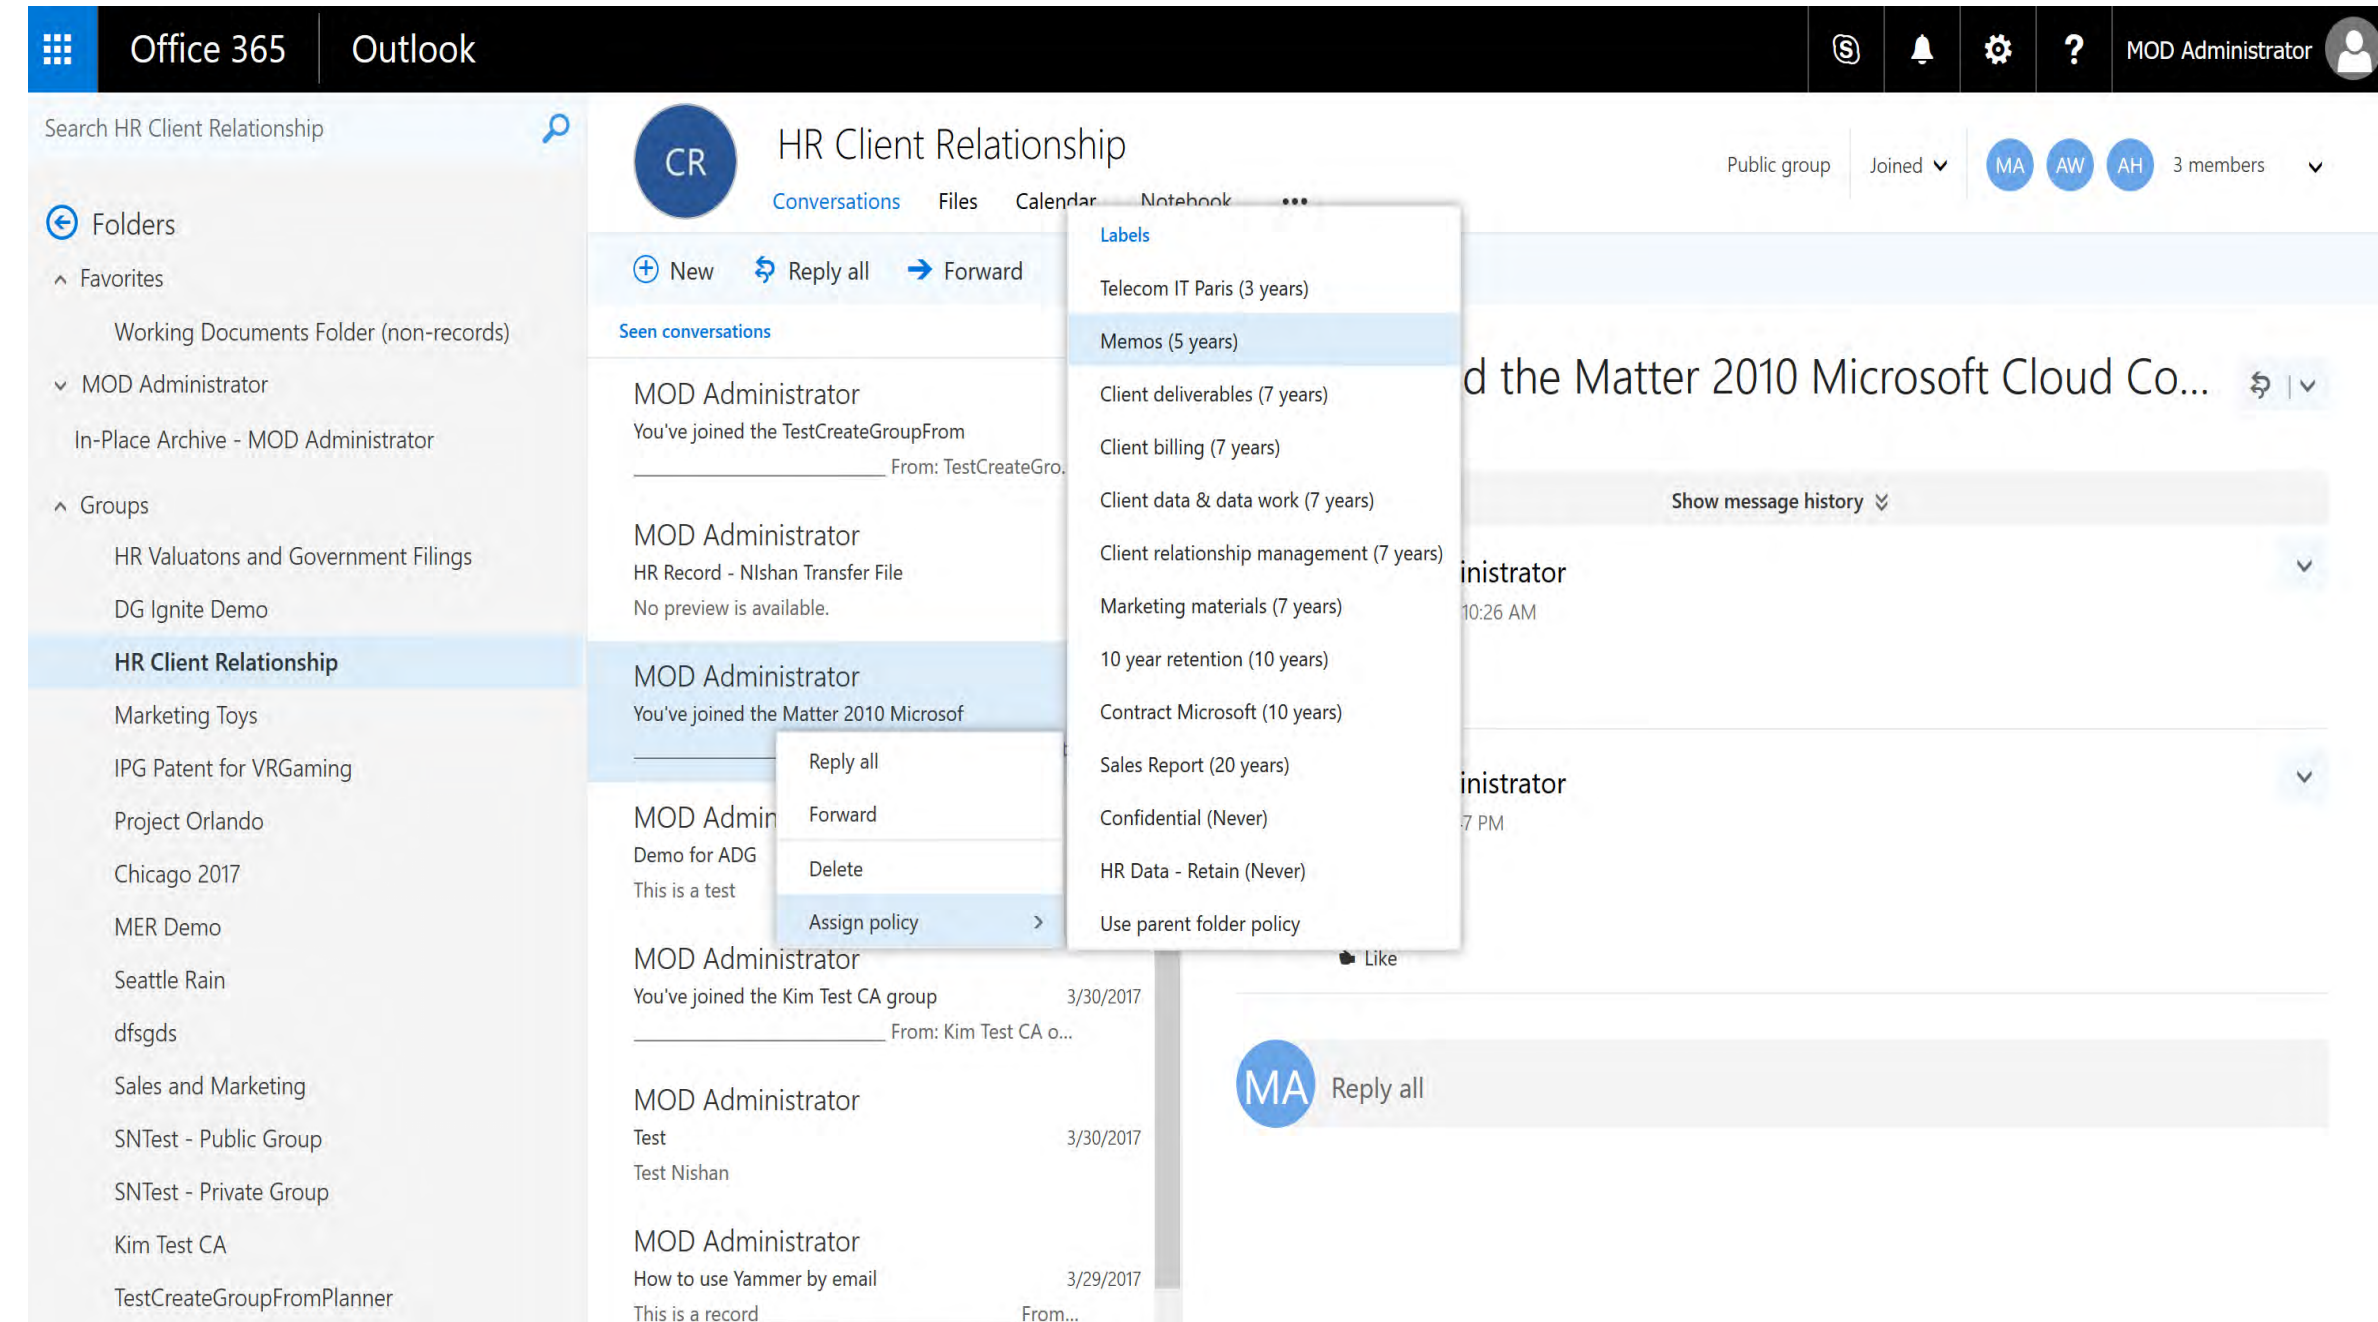 Office 365
Outlook
MOD Administrator
Search HR Client Relationship
Folders
Favorites
Working Documents Folder (non-records)
MOD Administrator
In-Place Archive - MOD Administrator
Groups
HR Valuatons and Government Filings
DG Ignite Demo
HR Client Relationship
Marketing Toys
IPG Patent for VRGaming
Project Orlando
Chicago 2017
MER Demo
Seattle Rain
dfsgds
Sales and Marketing
SNTest - Public Group
SNTest - Private Group
Kim Test CA
TestCreateGroupFromPlanner
CR
HR Client Relationship
Conversations Files Calendar Notebook •••
Public group
Joined
MA AW AH 3 members
New Reply all Forward
Seen conversations
MOD Administrator
You've joined the TestCreateGroupFrom
From: TestCreateGro.
MOD Administrator
HR Record - NIshan Transfer File
No preview is available.
MOD Administrator
You've joined the Matter 2010 Microsof
MOD Admin
Demo for ADG
This is a test
MOD Administrator
You've joined the Kim Test CA group 3/30/2017
From: Kim Test CA o...
MOD Administrator
Test 3/30/2017
Test Nishan
MOD Administrator
How to use Yammer by email 3/29/2017
This is a record From...
Reply all
Forward
Delete
Assign policy
Labels
Telecom IT Paris (3 years)
Memos (5 years)
Client deliverables (7 years)
Client billing (7 years)
Client data & data work (7 years)
Client relationship management (7 years)
Marketing materials (7 years)
10 year retention (10 years)
Contract Microsoft (10 years)
Sales Report (20 years)
Confidential (Never)
HR Data - Retain (Never)
Use parent folder policy
d the Matter 2010 Microsoft Cloud Co...
Show message history
inistrator
10:26 AM
inistrator
7 PM
Like
MA
Reply all